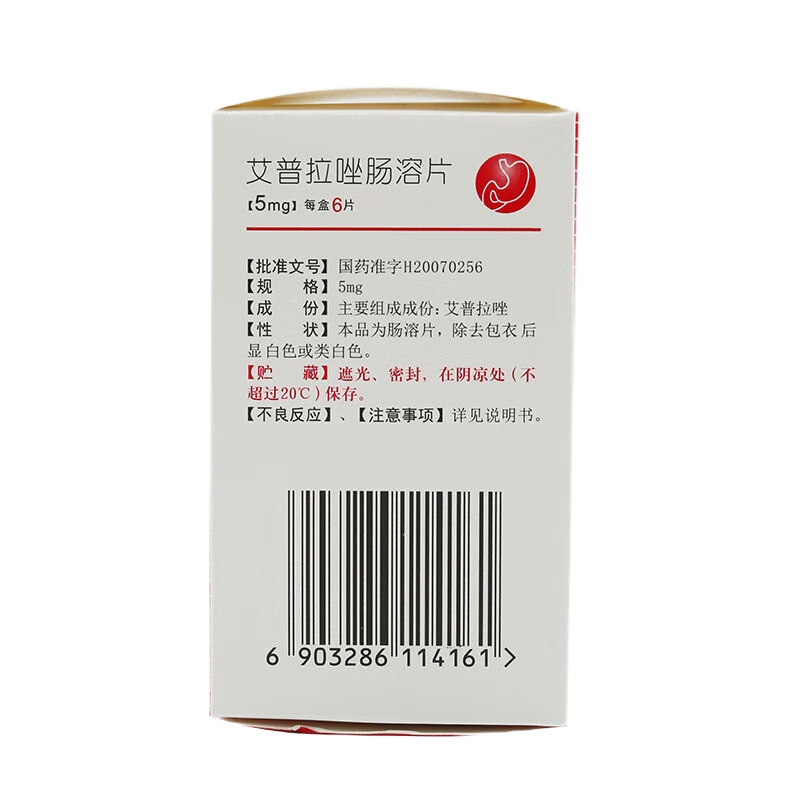 艾普拉唑肠溶片
【5mg】每盒6片
【批准文号】国药准字H20070256
【规　　格】5mg
【成　　份】主要组成成份：艾普拉唑
【性　　状】本品为肠溶片，除去包衣后
显白色或类白色。
【贮　　藏】遮光、密封，在阴凉处（不
超过20℃）保存。
【不良反应】、【注意事项】详见说明书。
6 903286 114161 >